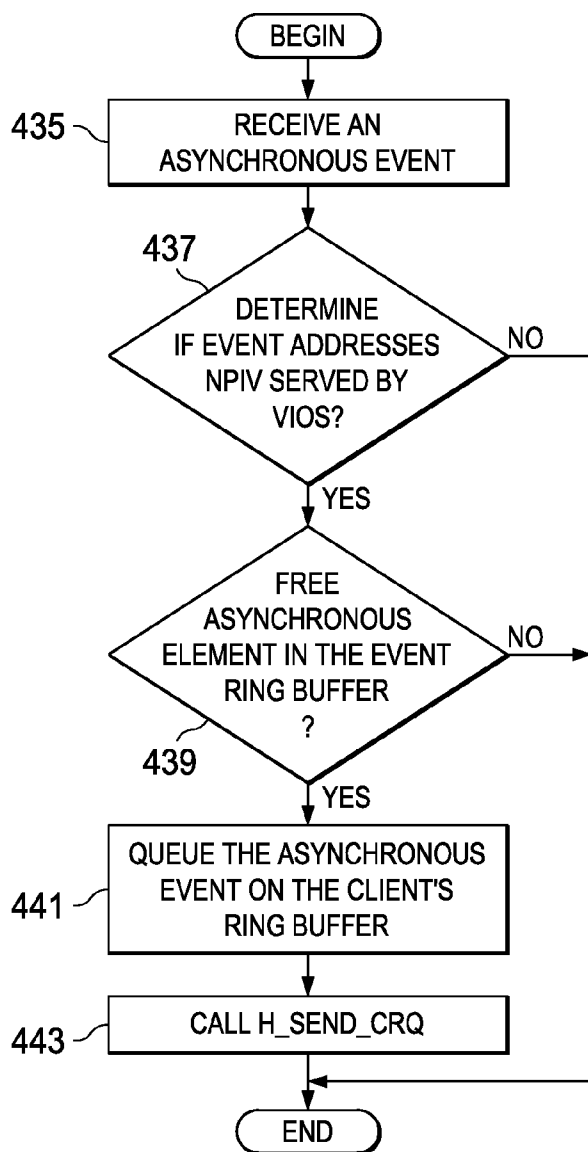 BEGIN
435
RECEIVE AN
ASYNCHRONOUS EVENT
437
DETERMINE
IF EVENT ADDRESSES
NPIV SERVED BY
VIOS?
NO
YES
FREE
ASYNCHRONOUS
ELEMENT IN THE EVENT
RING BUFFER
?
NO
439
YES
441
QUEUE THE ASYNCHRONOUS
EVENT ON THE CLIENT'S
RING BUFFER
443
CALL H_SEND_CRQ
END